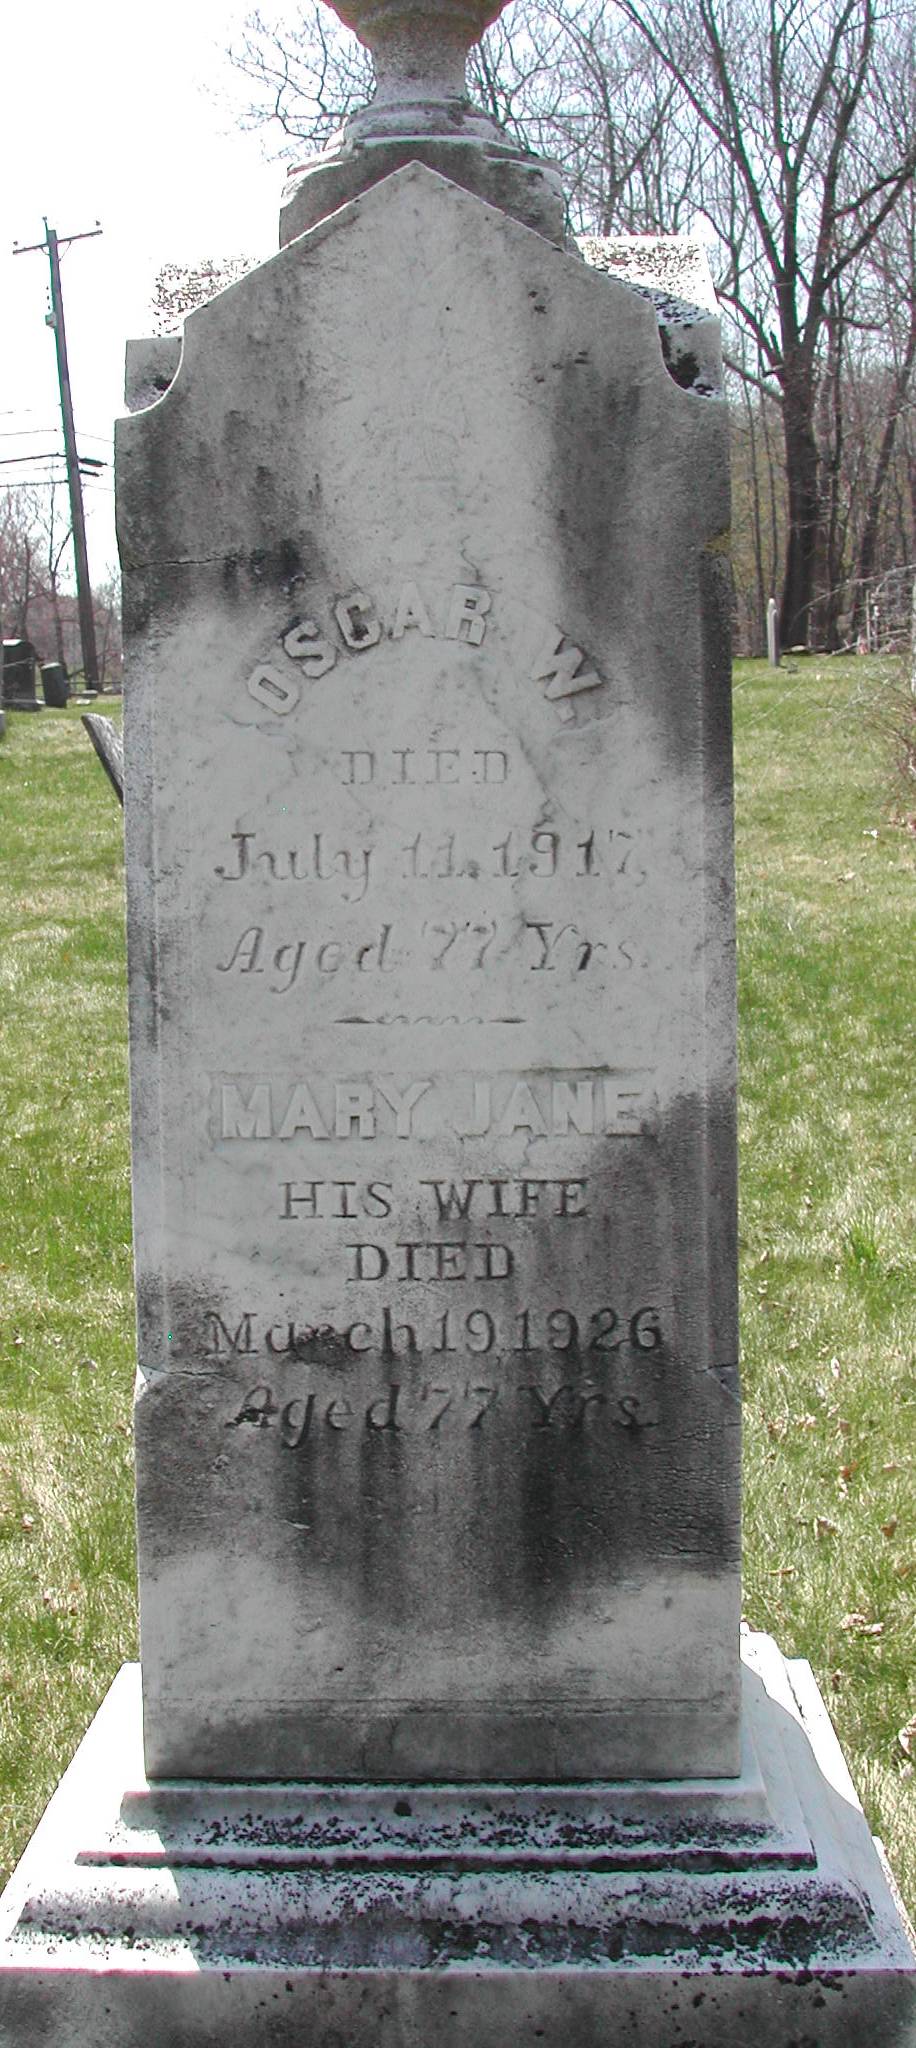 OSCAR W.
DIED
July 11, 1917,
Aged 77 Yrs.
MARY JANE
HIS WIFE
DIED
March 19, 1926
Aged 77 Yrs.